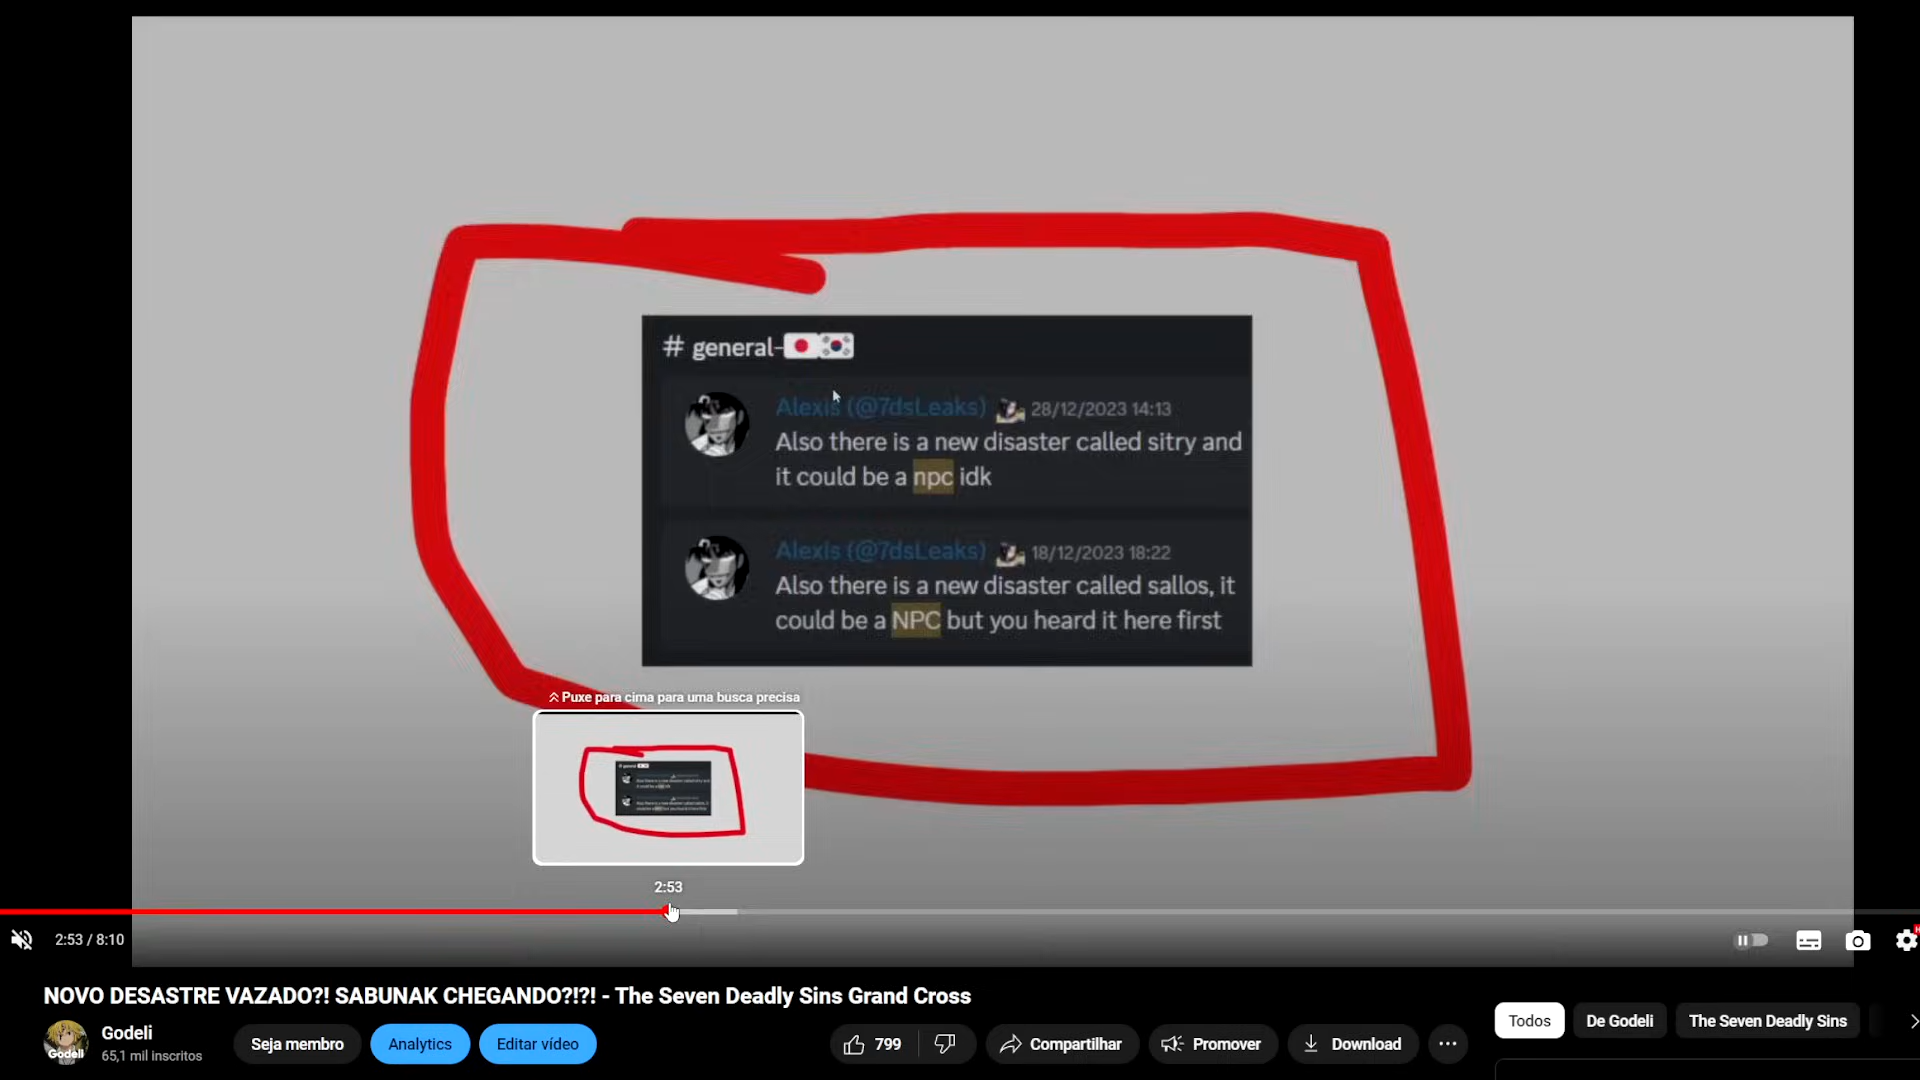 # general-
Alexis (@7dsLeaks) 28/12/2023 14:13
Also there is a new disaster called sitry and
it could be a npc idk
Alexis (@7dsLeaks) 18/12/2023 18:22
Also there is a new disaster called sallos, it
could be a NPC but you heard it here first
Puxe para cima para uma busca precisa
2:53
2:53 / 8:10
NOVO DESASTRE VAZADO?! SABUNAK CHEGANDO?!?! - The Seven Deadly Sins Grand Cross
Godeli
Godeli
65,1 mil inscritos
Seja membro
Analytics
Editar vídeo
799
Compartilhar
Promover
Download
Todos
De Godeli
The Seven Deadly Sins